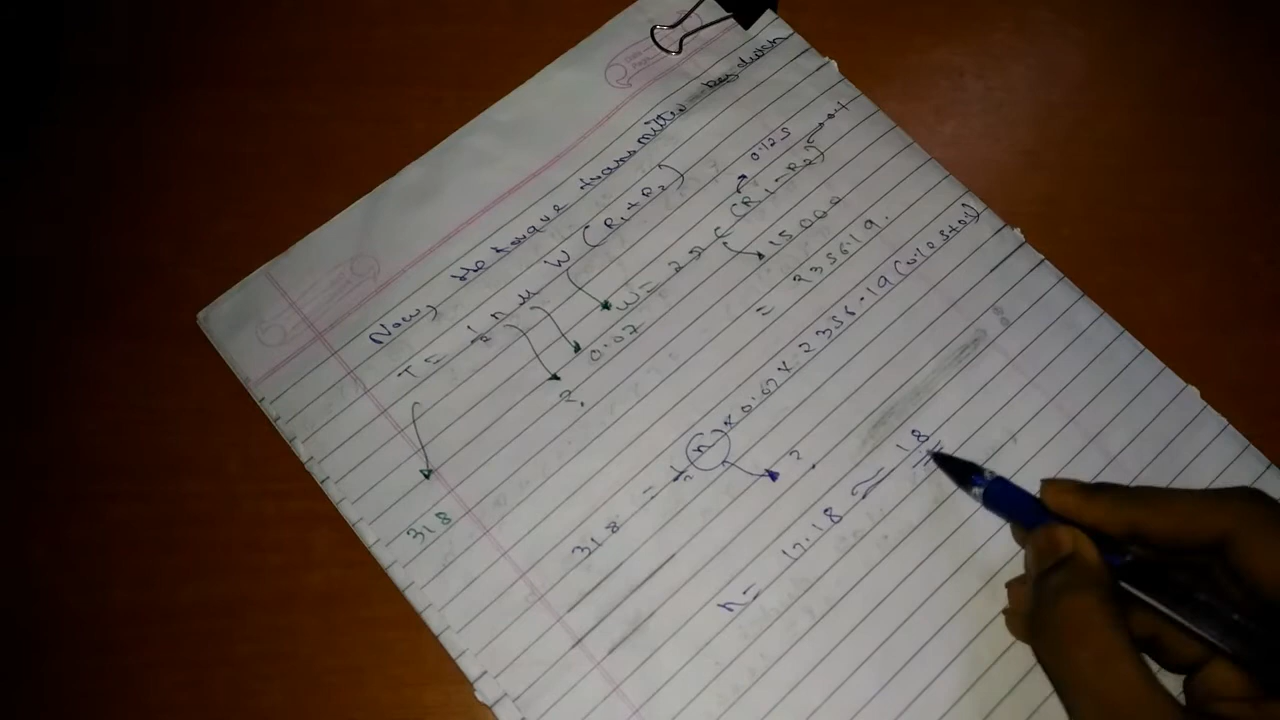 Now, the torque transmitted by clutch
T = 1/2 n μ W (R1 + R2)
0.125
W = 2π C (R1 - R2)
0.07
15000
?
= 2356.19.
318
318 = 1/2 n × 0.07 × 2356.19 (0.125+0.1)
?
n = 17.18 ≈ 18